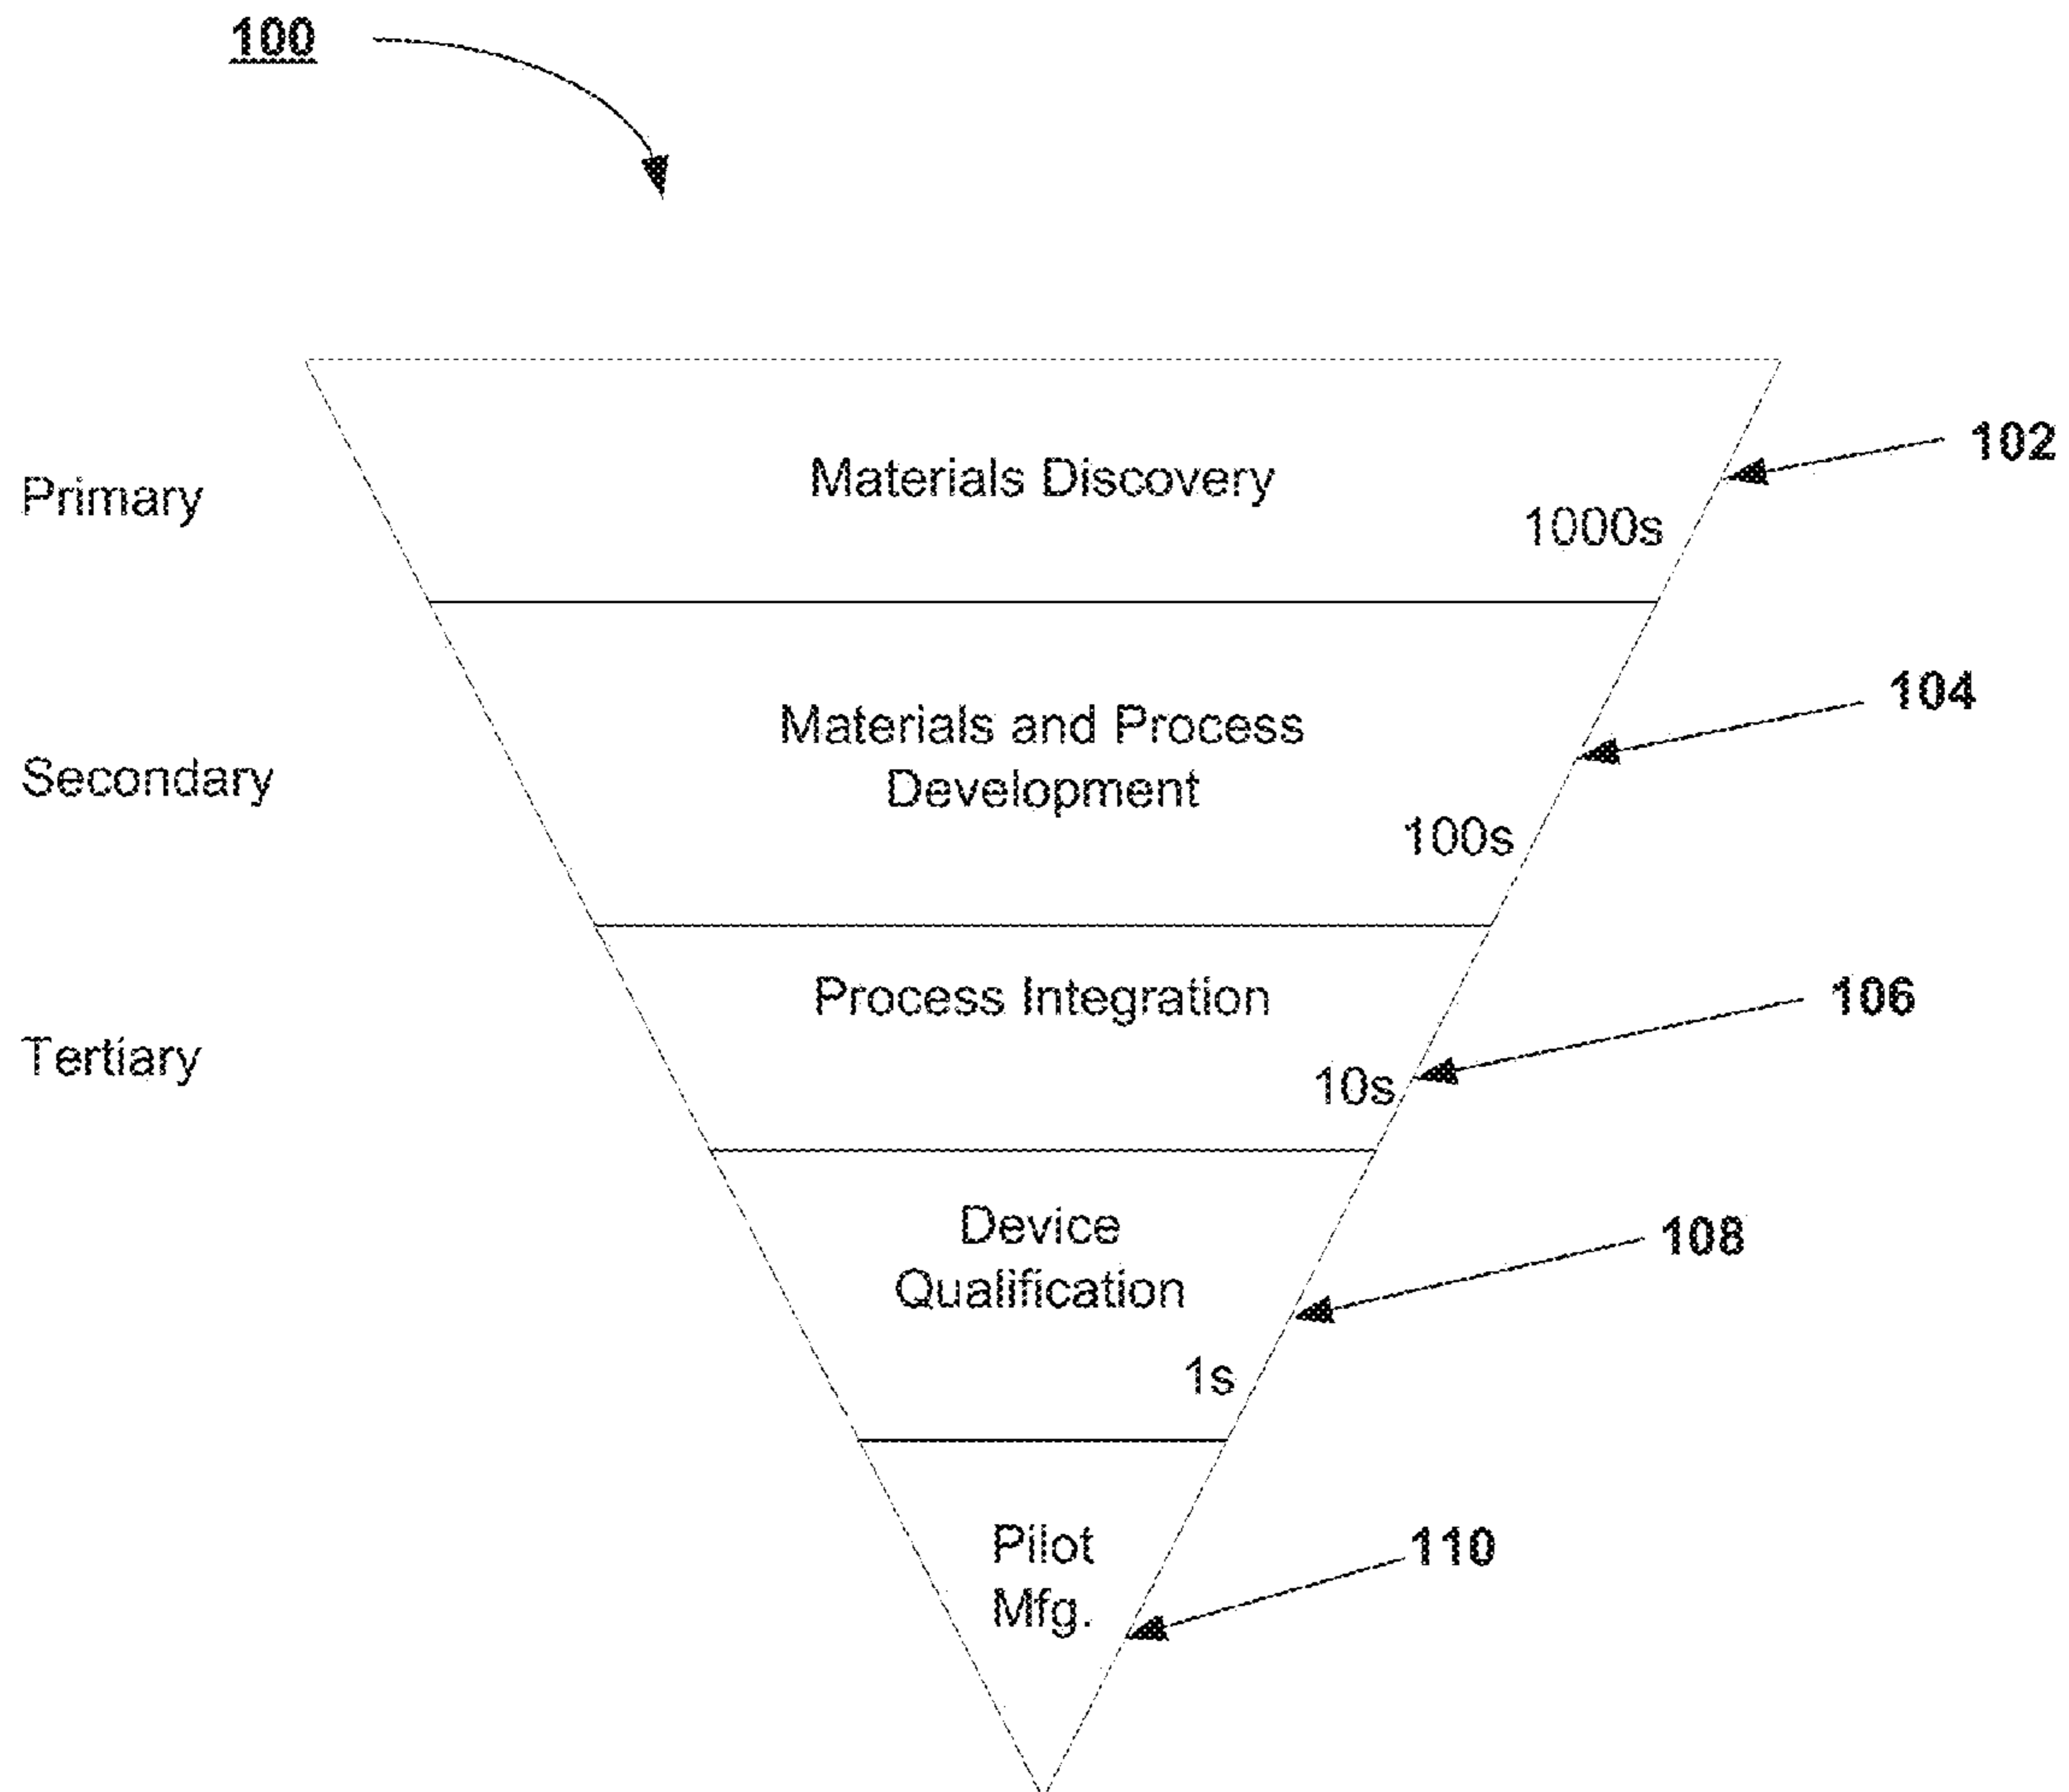 100
Materials Discovery
102
Primary
1000s
104
Materials and Process
Secondary
Development
100s
Process Integration
106
Tertiary
10s
Device
108
Qualification
1s
Pilot
110
Mfg.